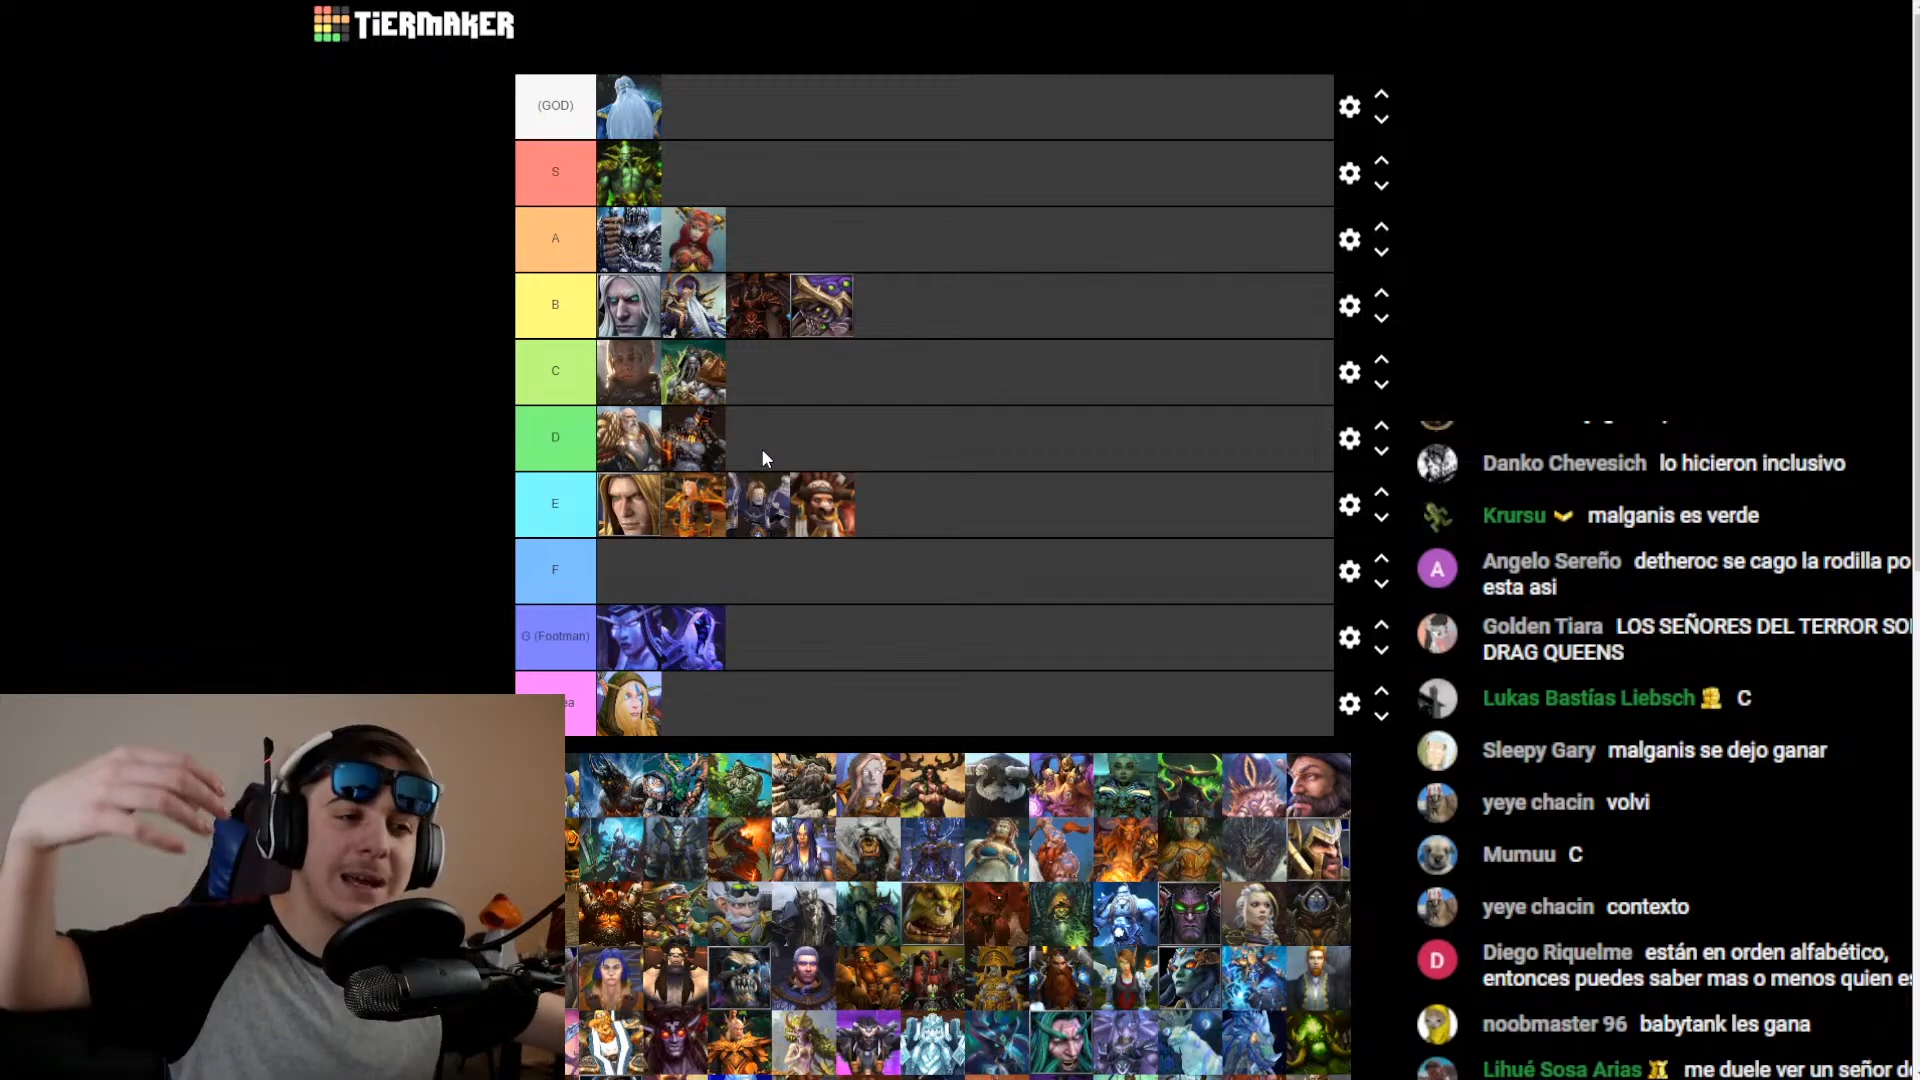 TiERMAKER
(GOD)
S
A
B
C
D
E
F
G (Footman)
ea
Danko Chevesich lo hicieron inclusivo
Krursu malganis es verde
A
Angelo Sereño detheroc se cago la rodilla po
esta asi
Golden Tiara LOS SEÑORES DEL TERROR SO
DRAG QUEENS
Lukas Bastías Liebsch C
Sleepy Gary malganis se dejo ganar
yeye chacin volvi
Mumuu C
yeye chacin contexto
D
Diego Riquelme están en orden alfabético,
entonces puedes saber mas o menos quien es
noobmaster 96 babytank les gana
Lihué Sosa Arias me duele ver un señor de